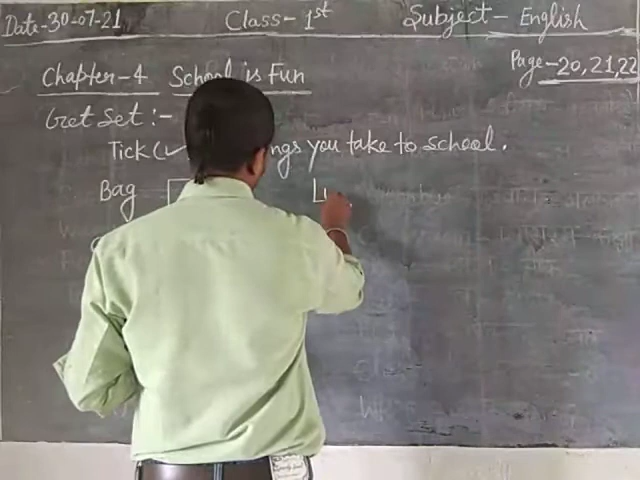 Date-30-07-21 Class-1st Subject-English
Page-20,21,22
Chapter-4 School is Fun
Get Set :-
Tick (✓ ngs you take to school.
Bag Lu